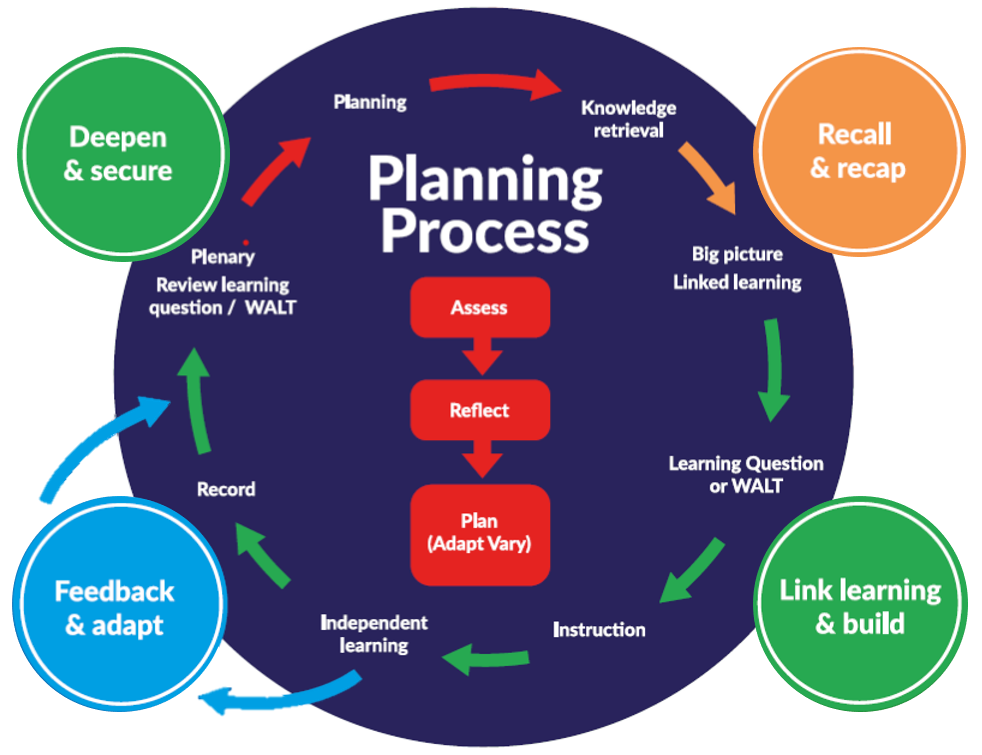 Planning
Process
Assess
Reflect
Plan
(Adapt Vary)
Planning
Knowledge
retrieval
Recall
& recap
Big picture
Linked learning
Learning Question
or WALT
Link learning
& build
Instruction
Independent
learning
Feedback
& adapt
Record
Plenary
Review learning
question / WALT
Deepen
& secure